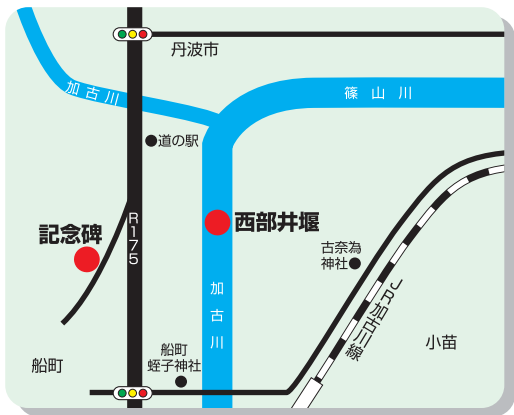 丹波市
加古川
篠山川
道の駅
R175
記念碑
西部井堰
古奈為
神社
加古川
JR加古川線
小苗
船町
蛭子神社
船町